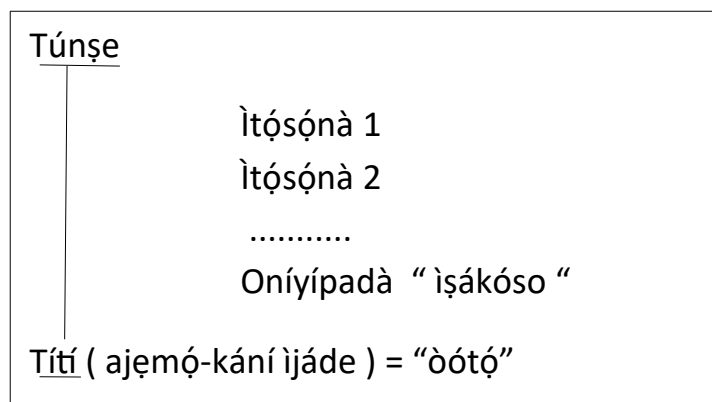 Túnṣe
Ìtọ́sọ́nà 1
Ìtọ́sọ́nà 2
...........
Oníyípadà “ ìṣákóso “
Títí ( ajẹmọ́-kání ìjáde ) = “òótọ́”